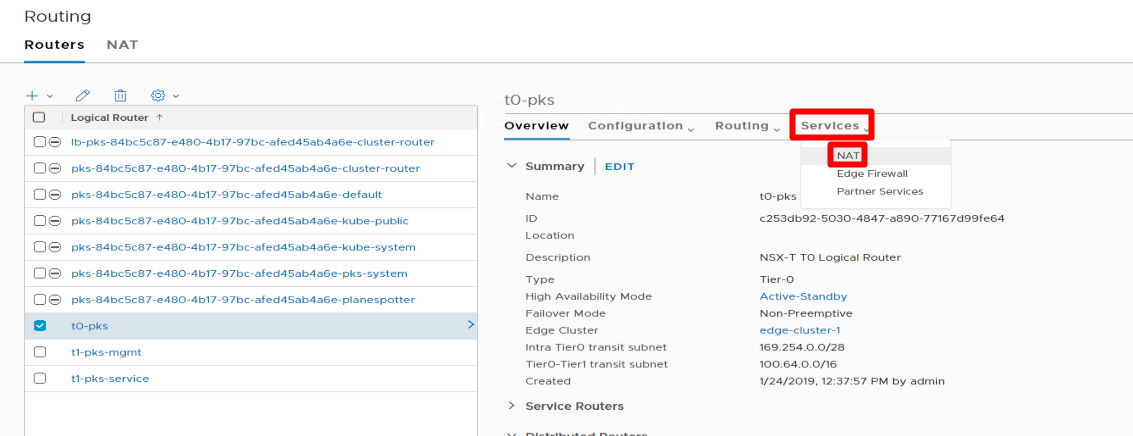 Routing
Routers NAT
t0-pks
Logical Router
Overview Configuration Routing Services
lb-pks-84bc5c87-e480-4b17-97bc-afed45ab4a6e-cluster-router
pks-84bc5c87-e480-4b17-97bc-afed45ab4a6e-cluster-router
pks-84bc5c87-e480-4b17-97bc-afed45ab4a6e-default
pks-84bc5c87-e480-4b17-97bc-afed45ab4a6e-kube-public
pks-84bc5c87-e480-4b17-97bc-afed45ab4a6e-kube-system
pks-84bc5c87-e480-4b17-97bc-afed45ab4a6e-pks-system
pks-84bc5c87-e480-4b17-97bc-afed45ab4a6e-planespotter
t0-pks
t1-pks-mgmt
t1-pks-service
NAT
Edge Firewall
Partner Services
Summary EDIT
Name t0-pks
ID c253db92-5030-4847-a890-77167d99fe64
Location
Description NSX-T T0 Logical Router
Type Tier-0
High Availability Mode Active-Standby
Failover Mode Non-Preemptive
Edge Cluster edge-cluster-1
Intra Tier0 transit subnet 169.254.0.0/28
Tier0-Tier1 transit subnet 100.64.0.0/16
Created 1/24/2019, 12:37:57 PM by admin
Service Routers
Distributed Routers